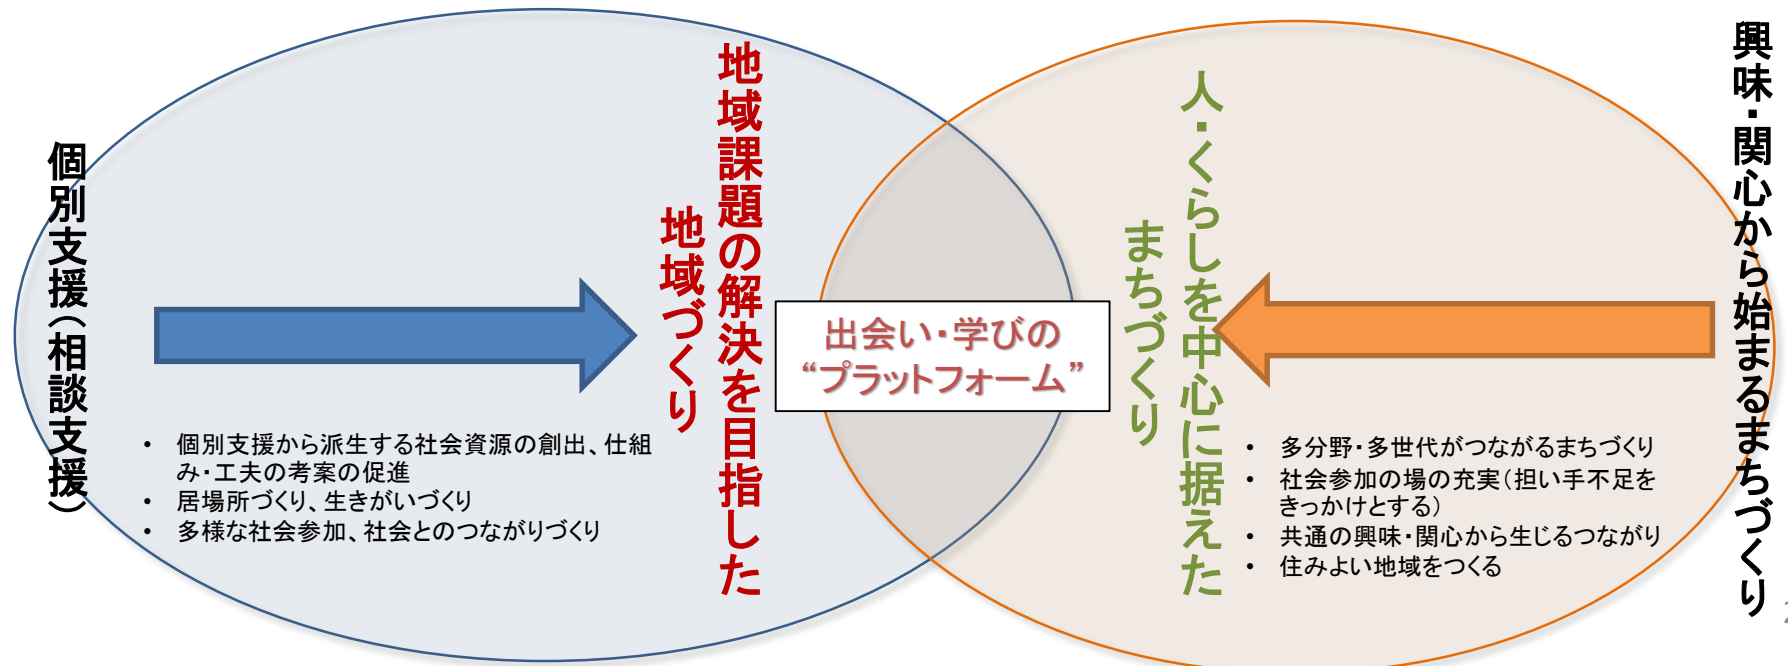 個別支援（相談支援）
地域課題の解決を目指した
地域づくり
• 個別支援から派生する社会資源の創出、仕組
み・工夫の考案の促進
• 居場所づくり、生きがいづくり
• 多様な社会参加、社会とのつながりづくり
出会い・学びの
“プラットフォーム”
人・くらしを中心に据えた
まちづくり
• 多分野・多世代がつながるまちづくり
• 社会参加の場の充実（担い手不足を
きっかけとする）
• 共通の興味・関心から生じるつながり
• 住みよい地域をつくる
興味・関心から始まるまちづくり